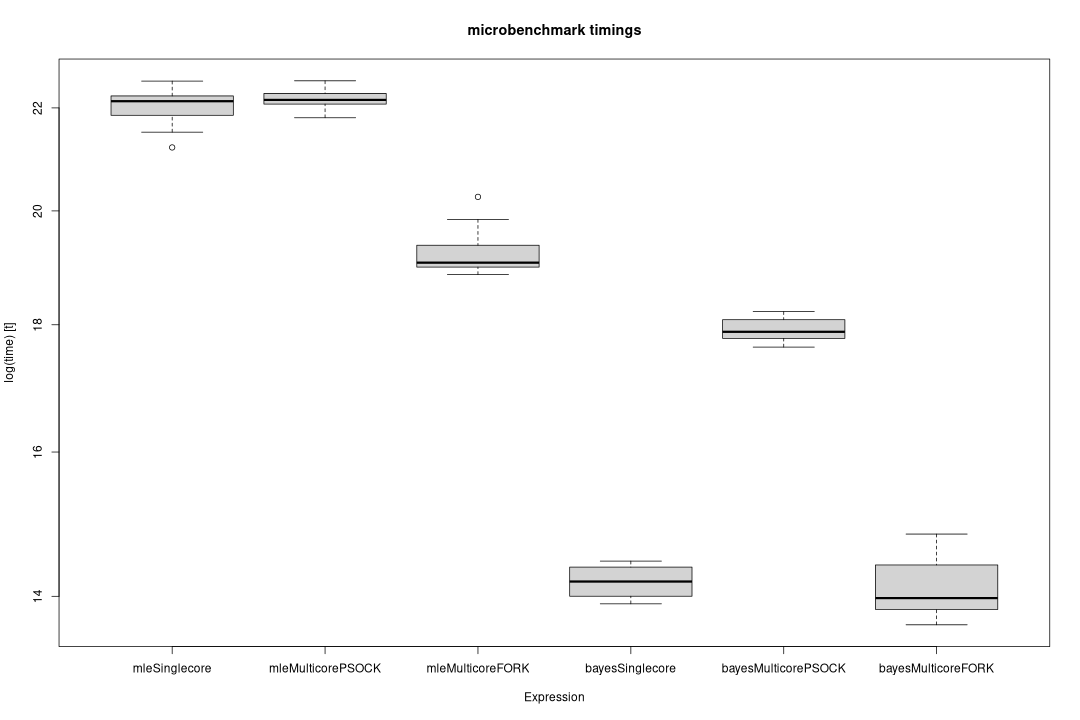 microbenchmark timings
log(time) [t]
22
20
18
16
14
mleSinglecore
mleMulticorePSOCK
mleMulticoreFORK
bayesSinglecore
bayesMulticorePSOCK
bayesMulticoreFORK
Expression